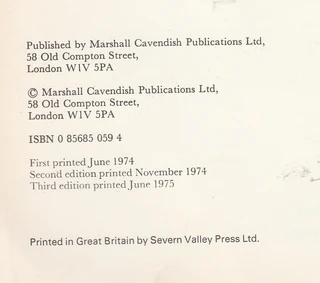 Published by Marshall Cavendish Publications Ltd,
58 Old Compton Street,
London W1V 5PA
© Marshall Cavendish Publications Ltd,
58 Old Compton Street,
London W1V 5PA
ISBN 0 85685 059 4
First printed June 1974
Second edition printed November 1974
Third edition printed June 1975
Printed in Great Britain by Severn Valley Press Ltd.